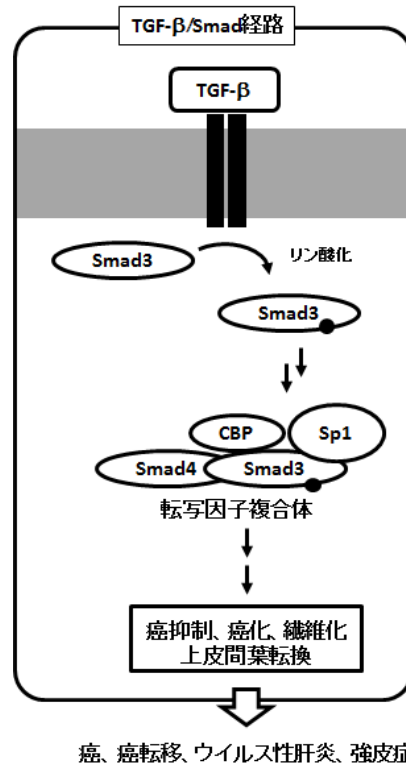 TGF-β/Smad経路
TGF-β
Smad3
リン酸化
Smad3
CBP
Sp1
Smad4
Smad3
転写因子複合体
癌抑制、癌化、繊維化
上皮間葉転換
癌、癌転移、ウイルス性肝炎、強皮症